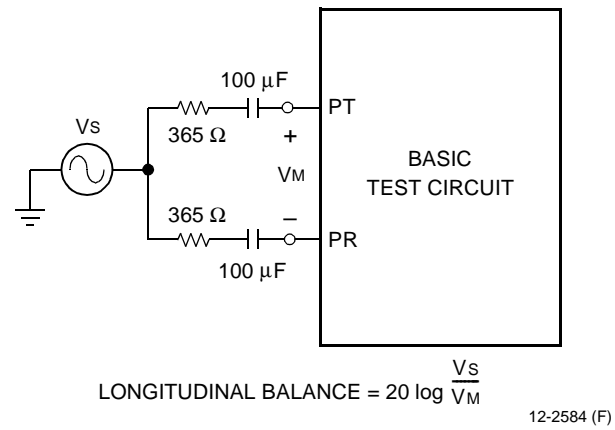 100 μF
PT
365 Ω
+
VS
VM
BASIC
TEST CIRCUIT
365 Ω
–
PR
100 μF
LONGITUDINAL BALANCE = 20 log VS
VM
12-2584 (F)